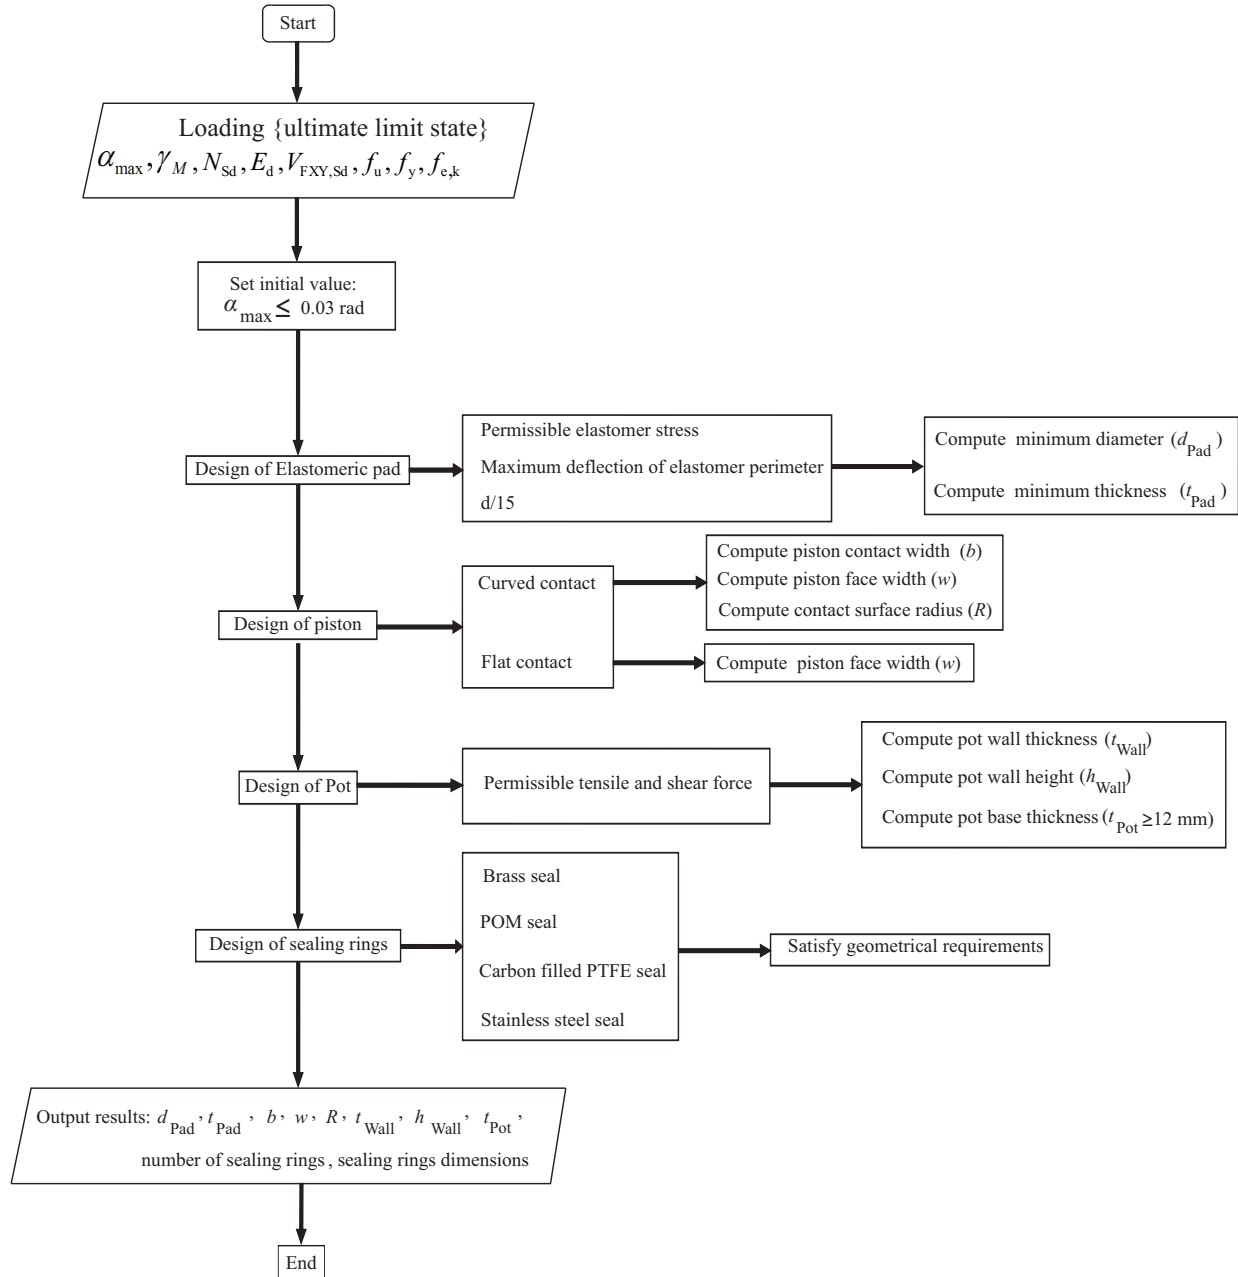 Start
Loading {ultimate limit state}
α_max, γ_M, N_Sd, E_d, V_FXY,Sd, f_u, f_y, f_e,k
Set initial value:
α_max ≤ 0.03 rad
Design of Elastomeric pad
Permissible elastomer stress
Maximum deflection of elastomer perimeter
d/15
Compute minimum diameter (d_Pad)
Compute minimum thickness (t_Pad)
Design of piston
Curved contact
Flat contact
Compute piston contact width (b)
Compute piston face width (w)
Compute contact surface radius (R)
Compute piston face width (w)
Design of Pot
Permissible tensile and shear force
Compute pot wall thickness (t_Wall)
Compute pot wall height (h_Wall)
Compute pot base thickness (t_Pot ≥12 mm)
Design of sealing rings
Brass seal
POM seal
Carbon filled PTFE seal
Stainless steel seal
Satisfy geometrical requirements
Output results: d_Pad, t_Pad, b, w, R, t_Wall, h_Wall, t_Pot,
number of sealing rings, sealing rings dimensions
End